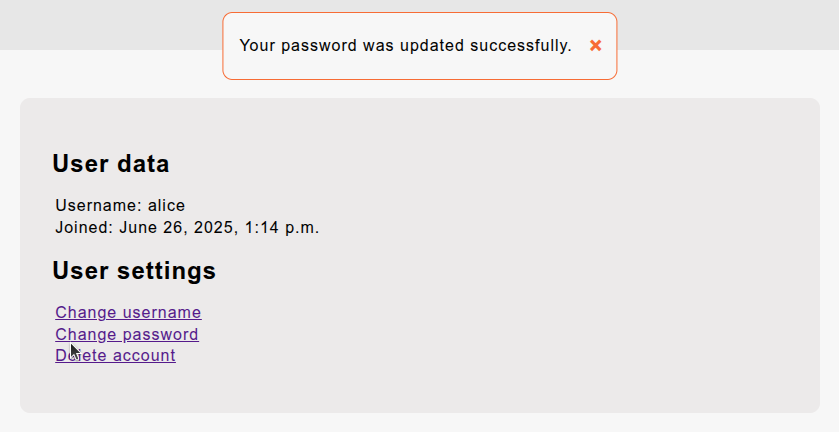 Your password was updated successfully. ×
User data
Username: alice
Joined: June 26, 2025, 1:14 p.m.
User settings
Change username
Change password
Delete account